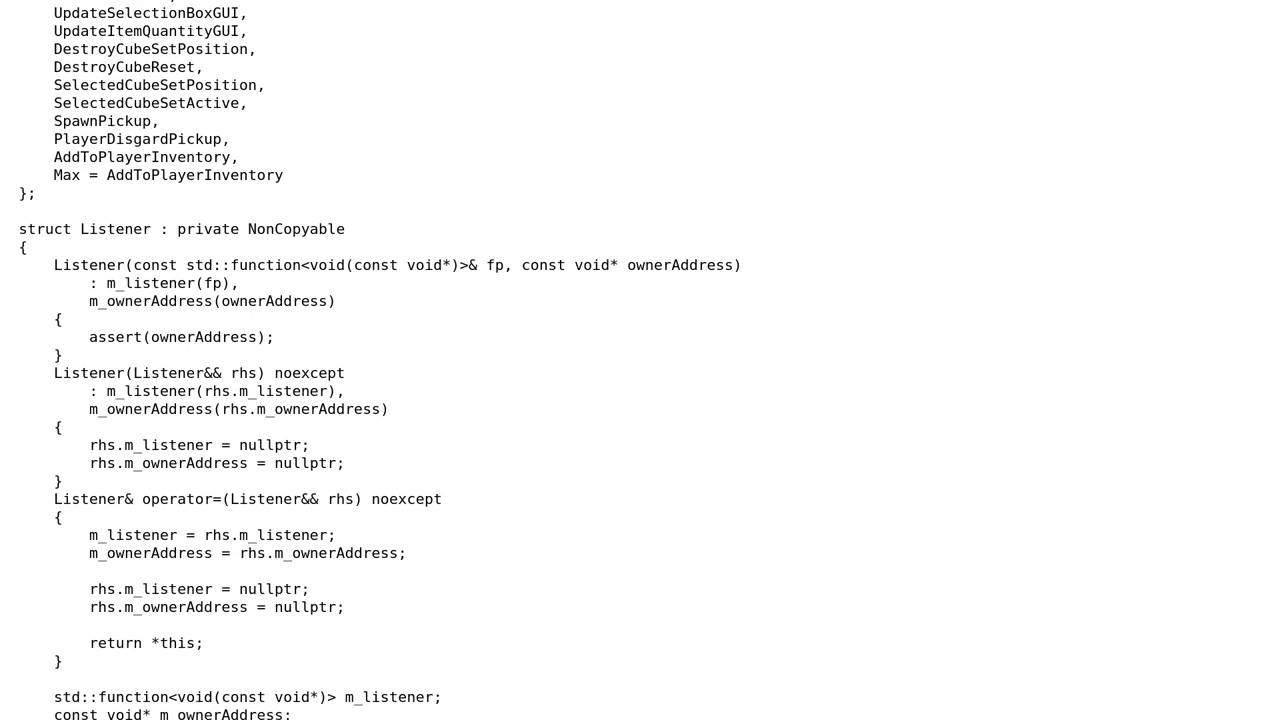 UpdateSelectionBoxGUI,
UpdateItemQuantityGUI,
DestroyCubeSetPosition,
DestroyCubeReset,
SelectedCubeSetPosition,
SelectedCubeSetActive,
SpawnPickup,
PlayerDisgardPickup,
AddToPlayerInventory,
Max = AddToPlayerInventory
};
struct Listener : private NonCopyable
{
Listener(const std::function<void(const void*)>& fp, const void* ownerAddress)
: m_listener(fp),
m_ownerAddress(ownerAddress)
{
assert(ownerAddress);
}
Listener(Listener&& rhs) noexcept
: m_listener(rhs.m_listener),
m_ownerAddress(rhs.m_ownerAddress)
{
rhs.m_listener = nullptr;
rhs.m_ownerAddress = nullptr;
}
Listener& operator=(Listener&& rhs) noexcept
{
m_listener = rhs.m_listener;
m_ownerAddress = rhs.m_ownerAddress;
rhs.m_listener = nullptr;
rhs.m_ownerAddress = nullptr;
return *this;
}
std::function<void(const void*)> m_listener;
const void* m_ownerAddress;